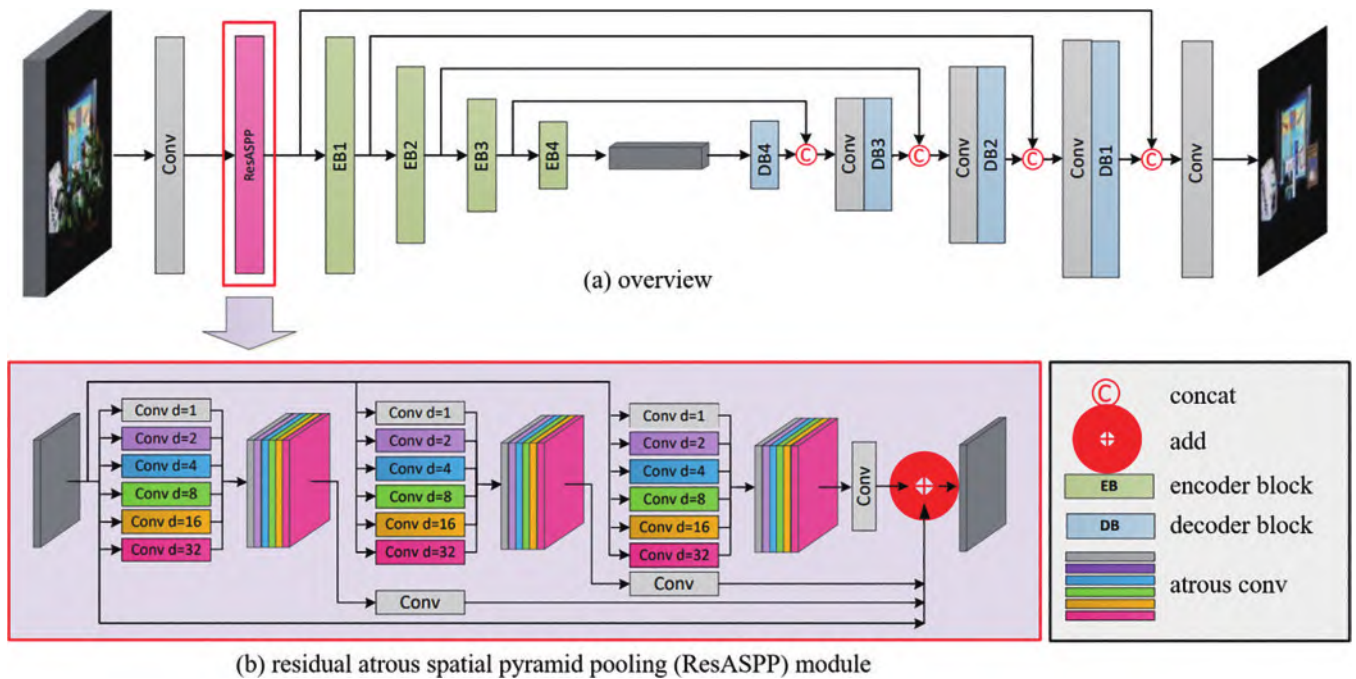 Conv
ResASPP
EB1
EB2
EB3
EB4
DB4
C
Conv
DB3
C
Conv
DB2
C
Conv
DB1
C
Conv
(a) overview
Conv d=1
Conv d=2
Conv d=4
Conv d=8
Conv d=16
Conv d=32
Conv d=1
Conv d=2
Conv d=4
Conv d=8
Conv d=16
Conv d=32
Conv
Conv d=1
Conv d=2
Conv d=4
Conv d=8
Conv d=16
Conv d=32
Conv
Conv
C concat
add
EB encoder block
DB decoder block
atrous conv
(b) residual atrous spatial pyramid pooling (ResASPP) module